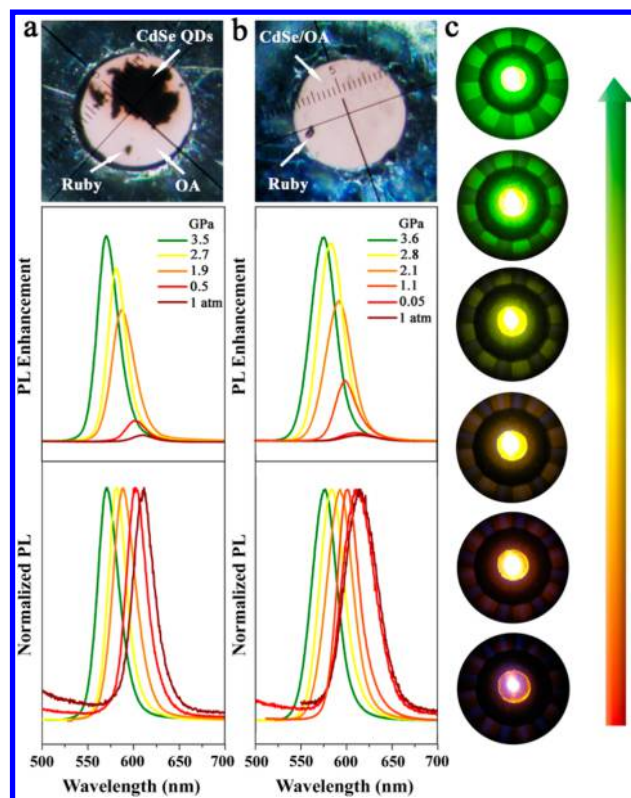 a
CdSe QDs
Ruby
OA
b
CdSe/OA
5
Ruby
c
PL Enhancement
GPa
3.5
2.7
1.9
0.5
1 atm
GPa
3.6
2.8
2.1
1.1
0.05
1 atm
PL Enhancement
Normalized PL
Normalized PL
500 550 600 650 700
Wavelength (nm)
500 550 600 650 700
Wavelength (nm)